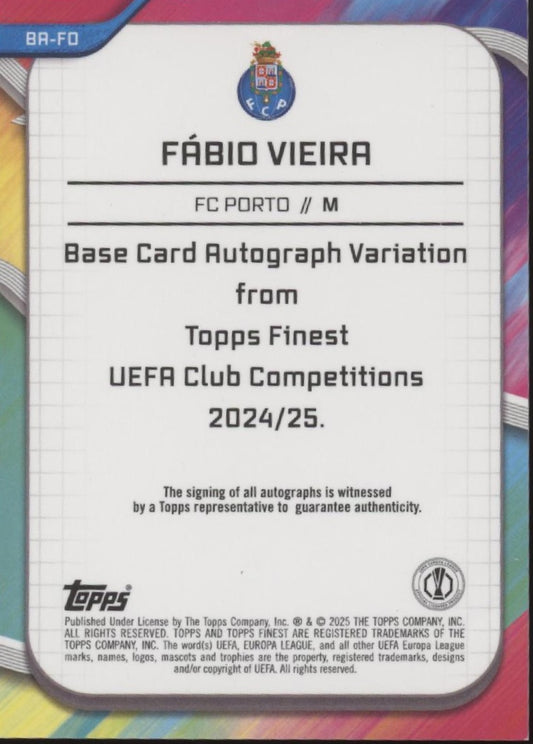 BA-FO
FCP
FÁBIO VIEIRA
FC PORTO // M
Base Card Autograph Variation
from
Topps Finest
UEFA Club Competitions
2024/25.
The signing of all autographs is witnessed
by a Topps representative to guarantee authenticity.
Topps®
Published Under License by The Topps Company, Inc. ® & © 2025 THE TOPPS COMPANY, INC.
ALL RIGHTS RESERVED. TOPPS AND TOPPS FINEST ARE REGISTERED TRADEMARKS OF THE
TOPPS COMPANY, INC. The word(s) UEFA, EUROPA LEAGUE, and all other UEFA Europa League
marks, names, logos, mascots and trophies are the property, registered trademarks, designs
and/or copyright of UEFA. All rights reserved.